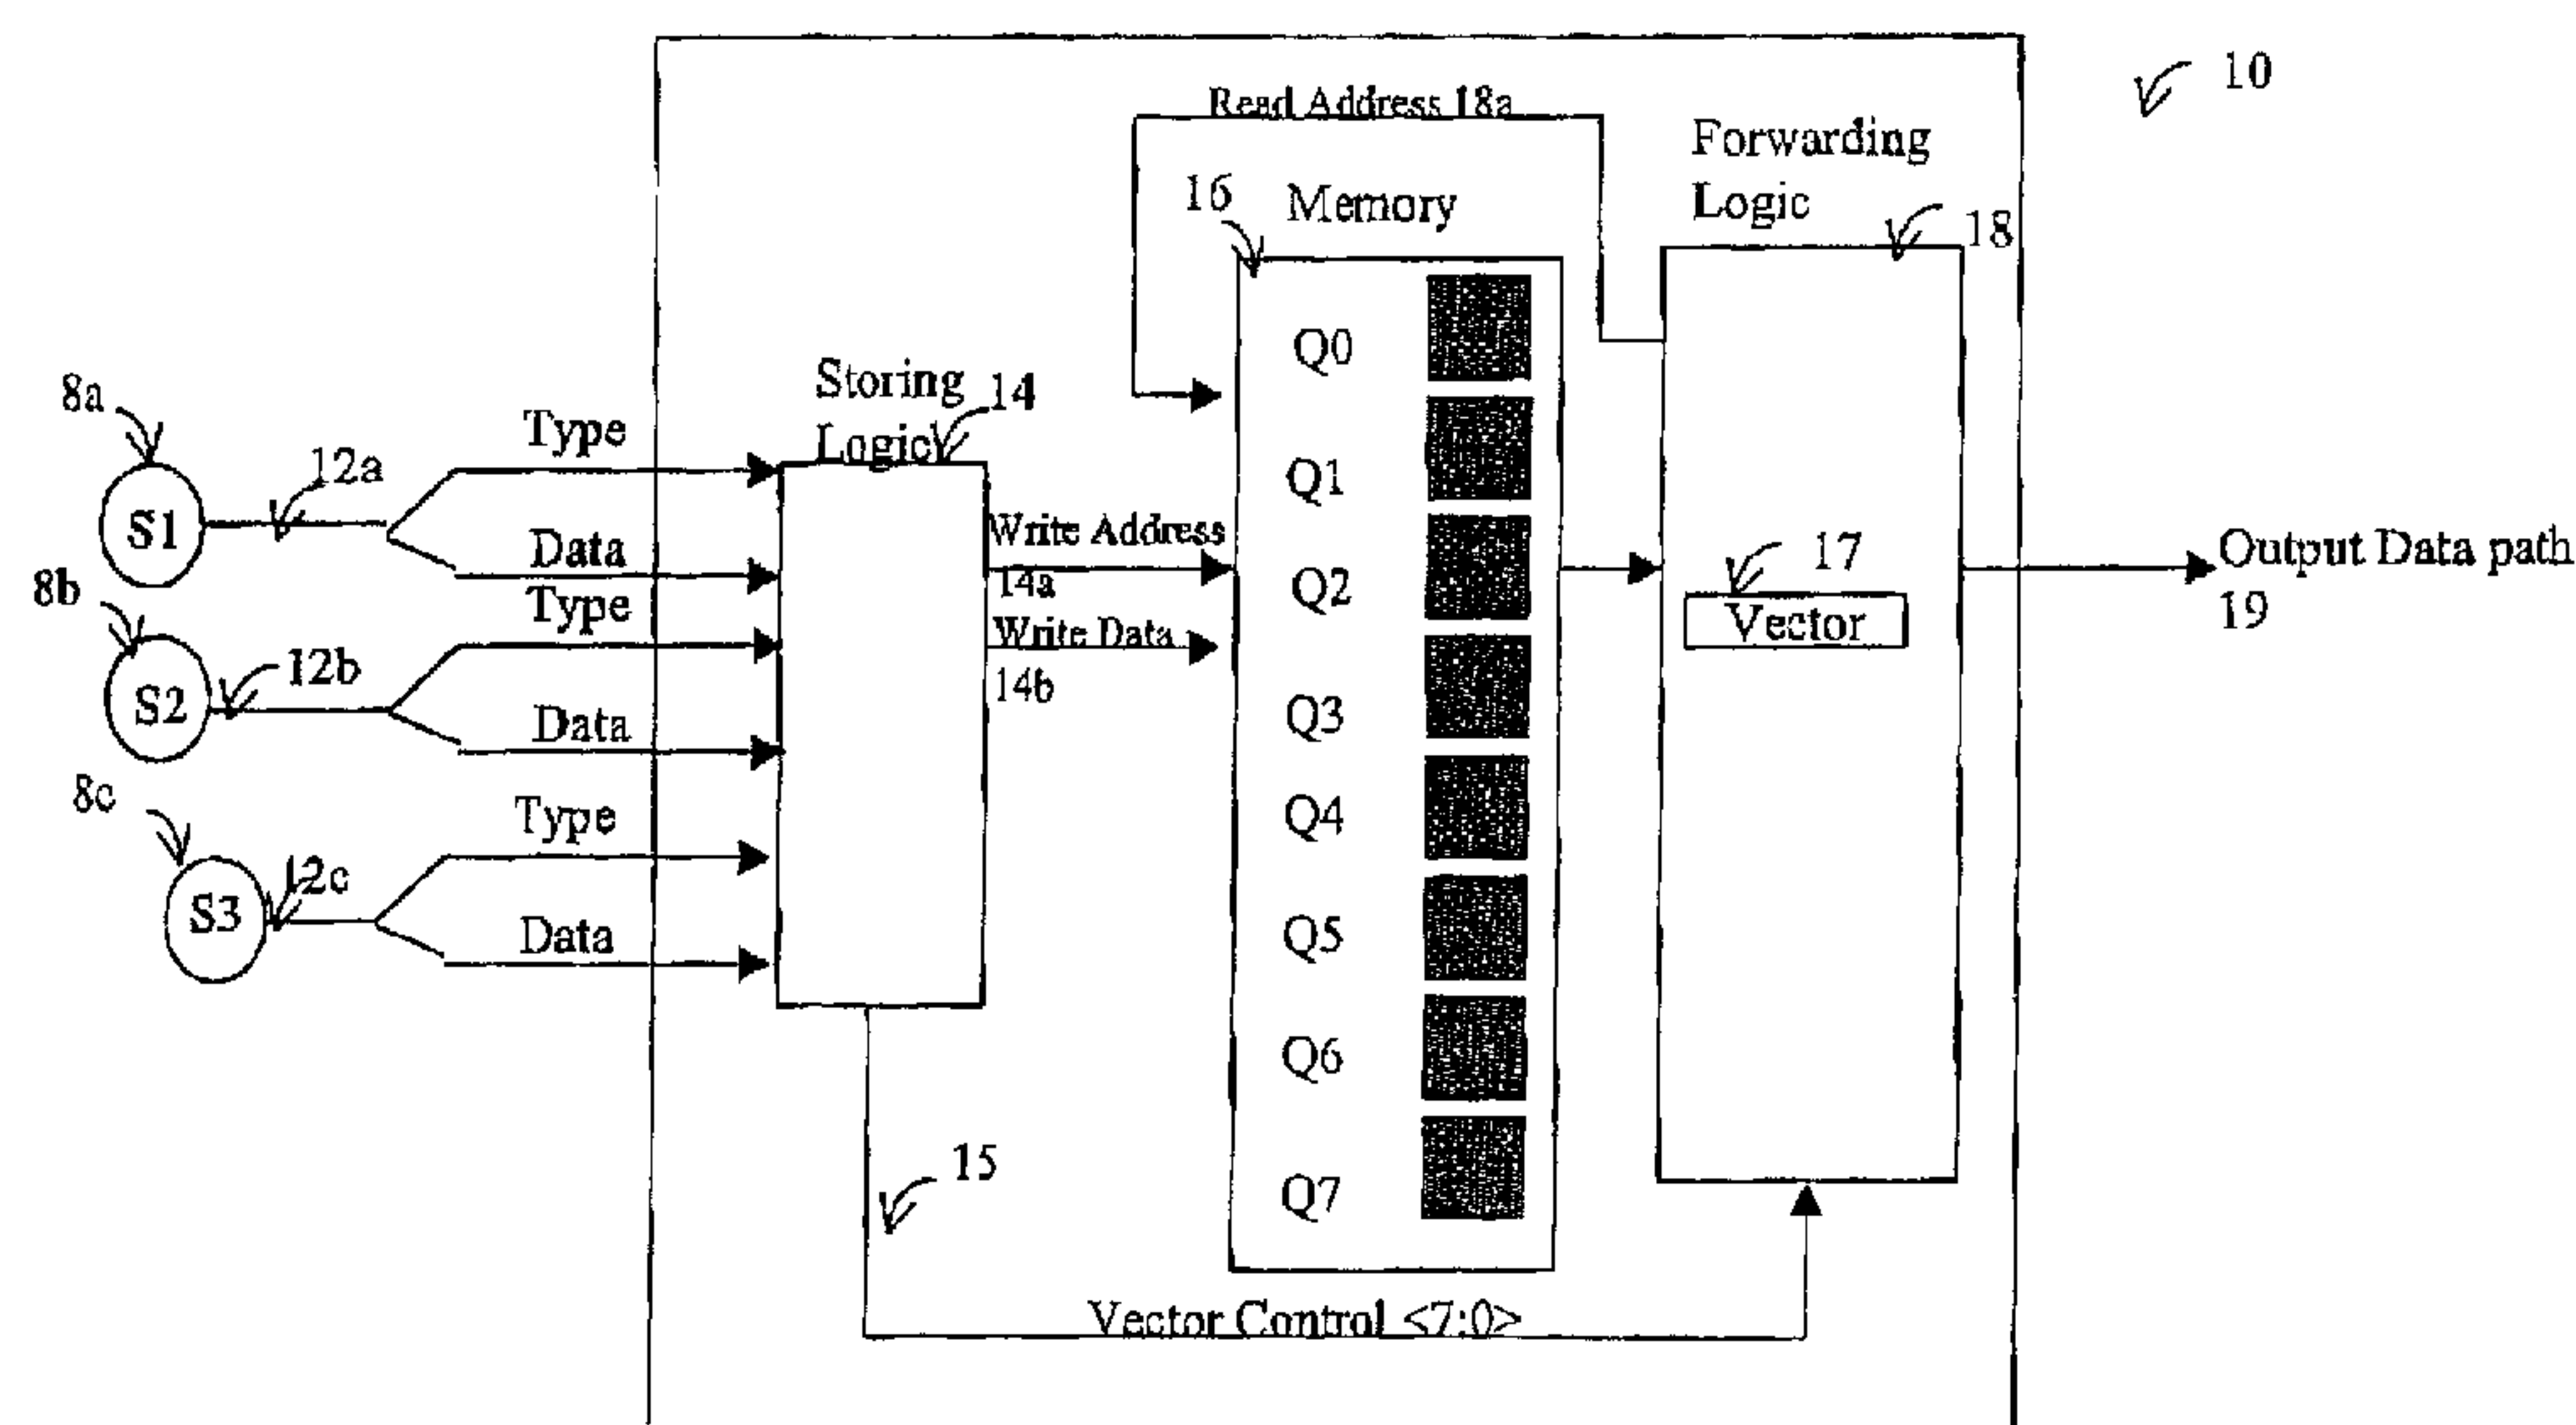 10
Read Address 18a
Forwarding
Logic
18
16
Memory
Q0
Q1
Q2
Q3
Q4
Q5
Q6
Q7
Storing
Logic
14
8a
S1
12a
Type
Data
8b
S2
12b
Type
Data
8c
S3
12c
Type
Data
Write Address
14a
Write Data
14b
17
Vector
Output Data path
19
15
Vector Control <7:0>